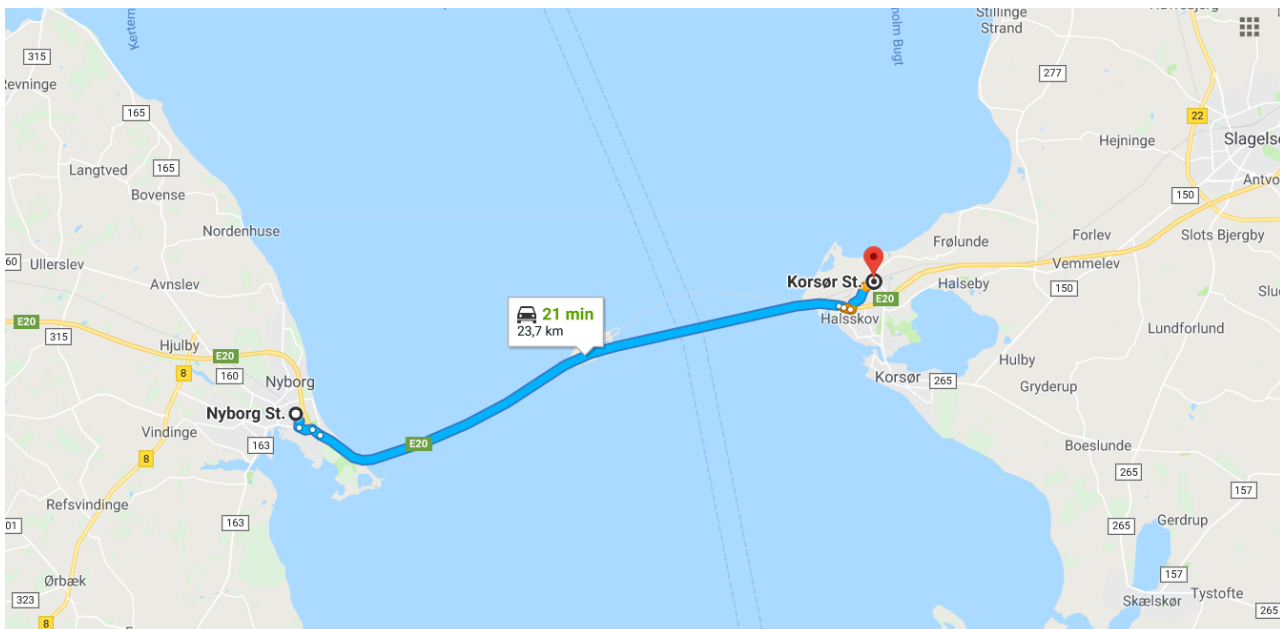 Kertem
holm Bugt
Stillinge
Strand
315
Revninge
165
277
22
Hejninge
Slagelse
Langtved
165
Bovense
Antvo
150
Nordenhuse
Frølunde
Forlev
Slots Bjergby
60
Ullerslev
Vemmelev
Avnslev
Korsør St.
Halseby
150
E20
21 min
23,7 km
Halsskov
E20
315
Lundforlund
Hjulby
E20
8
160
Nyborg
Hulby
Korsør
265
Gryderup
Nyborg St.
Vindinge
163
E20
8
Boeslunde
265
157
Refsvindinge
163
265
Gerdrup
01
157
Ørbæk
323
Skælskør
Tystofte
265
8